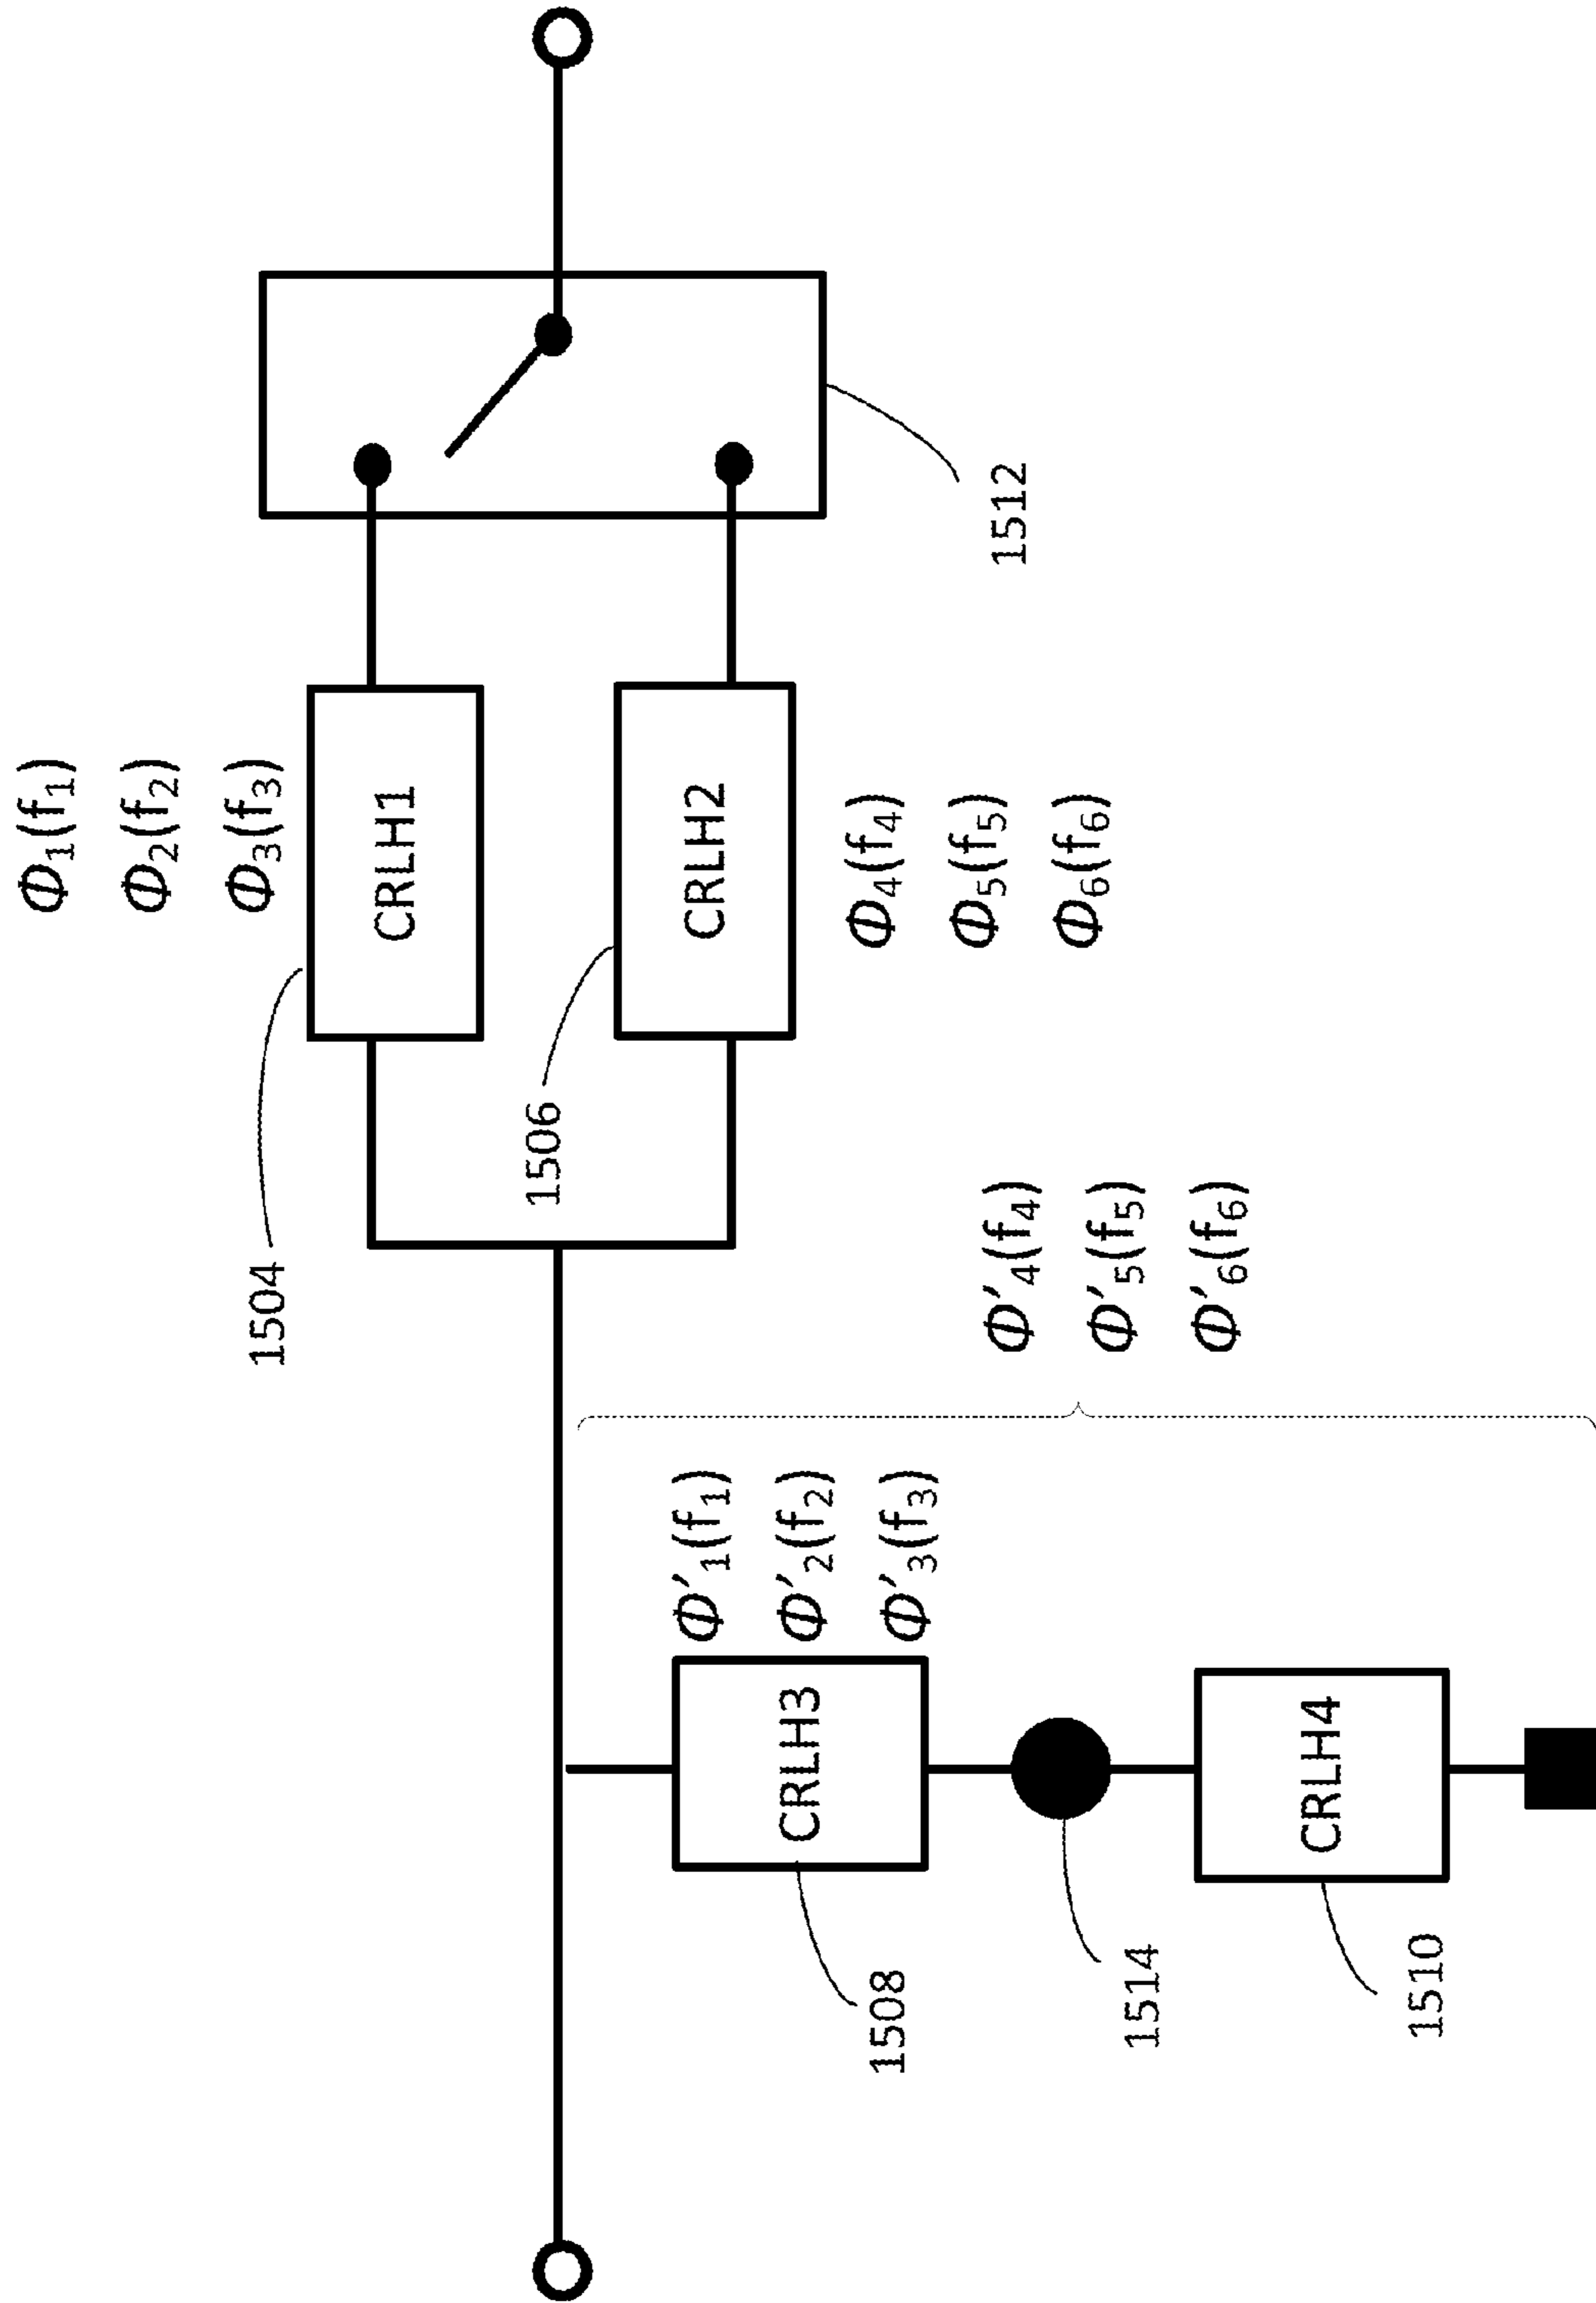 Φ₁(f₁)
Φ₂(f₂)
Φ₃(f₃)
1504
CRLH1
1506
CRLH2
Φ₄(f₄)
Φ₅(f₅)
Φ₆(f₆)
1512
Φ′₁(f₁)
Φ′₂(f₂)
Φ′₃(f₃)
Φ′₄(f₄)
Φ′₅(f₅)
Φ′₆(f₆)
CRLH3
1508
1514
CRLH4
1510